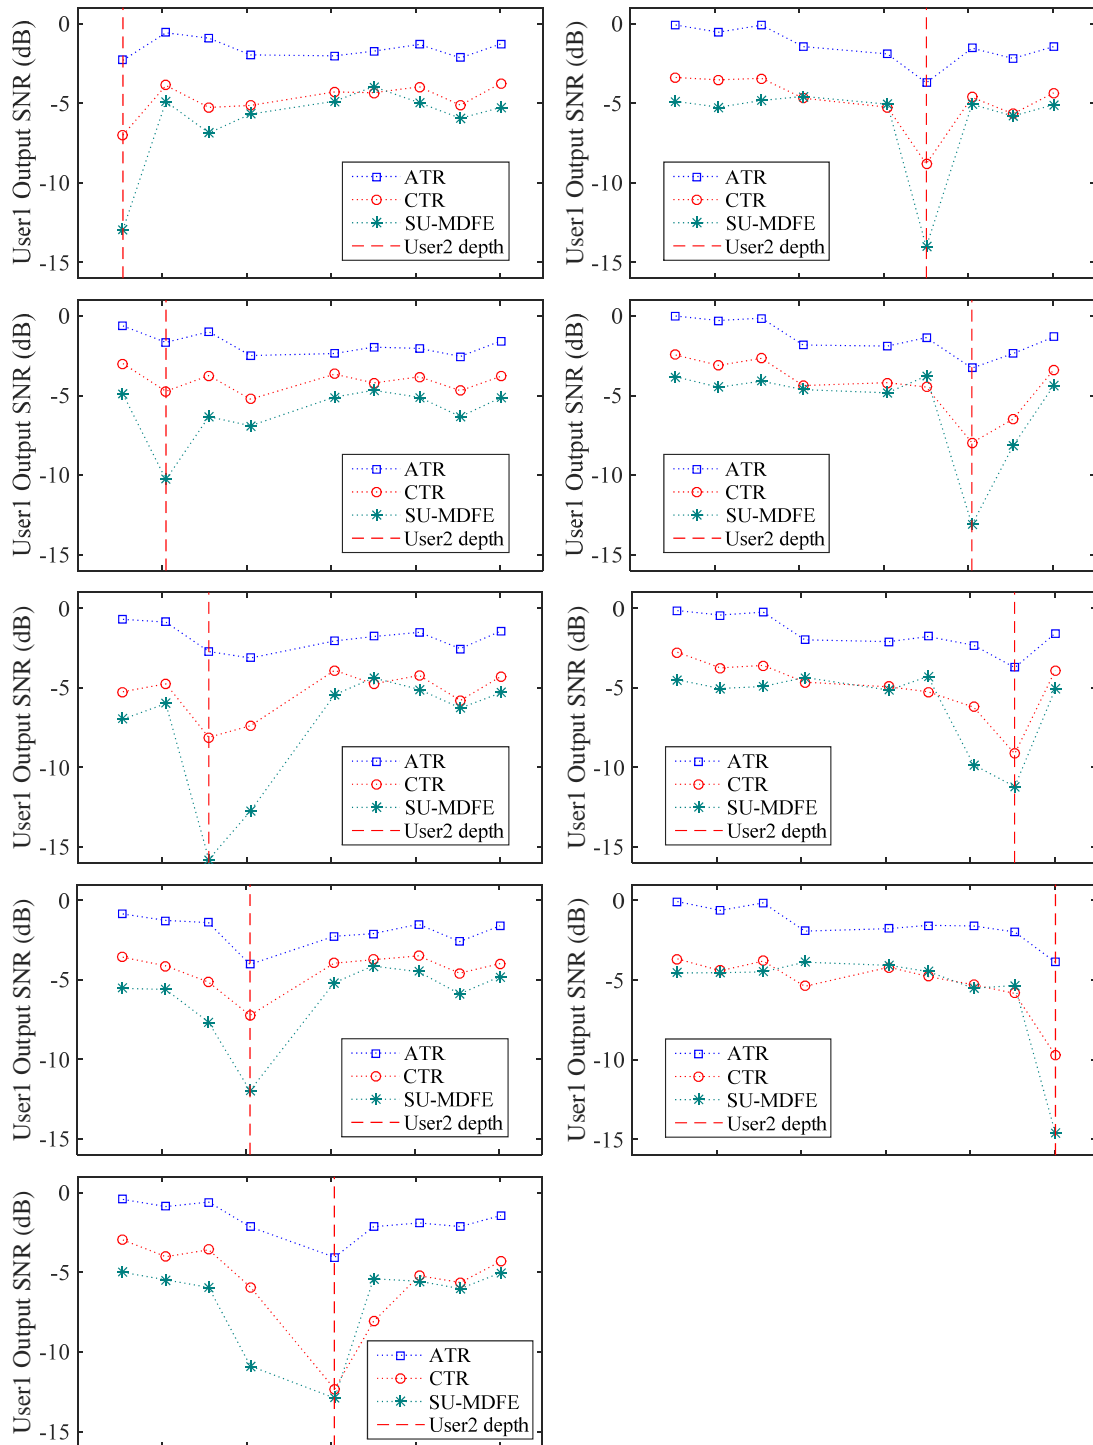 User1 Output SNR (dB)
0
-5
-10
-15
ATR
CTR
SU-MDFE
User2 depth
User1 Output SNR (dB)
0
-5
-10
-15
ATR
CTR
SU-MDFE
User2 depth
User1 Output SNR (dB)
0
-5
-10
-15
ATR
CTR
SU-MDFE
User2 depth
User1 Output SNR (dB)
0
-5
-10
-15
ATR
CTR
SU-MDFE
User2 depth
User1 Output SNR (dB)
0
-5
-10
-15
ATR
CTR
SU-MDFE
User2 depth
User1 Output SNR (dB)
0
-5
-10
-15
ATR
CTR
SU-MDFE
User2 depth
User1 Output SNR (dB)
0
-5
-10
-15
ATR
CTR
SU-MDFE
User2 depth
User1 Output SNR (dB)
0
-5
-10
-15
ATR
CTR
SU-MDFE
User2 depth
User1 Output SNR (dB)
0
-5
-10
-15
ATR
CTR
SU-MDFE
User2 depth